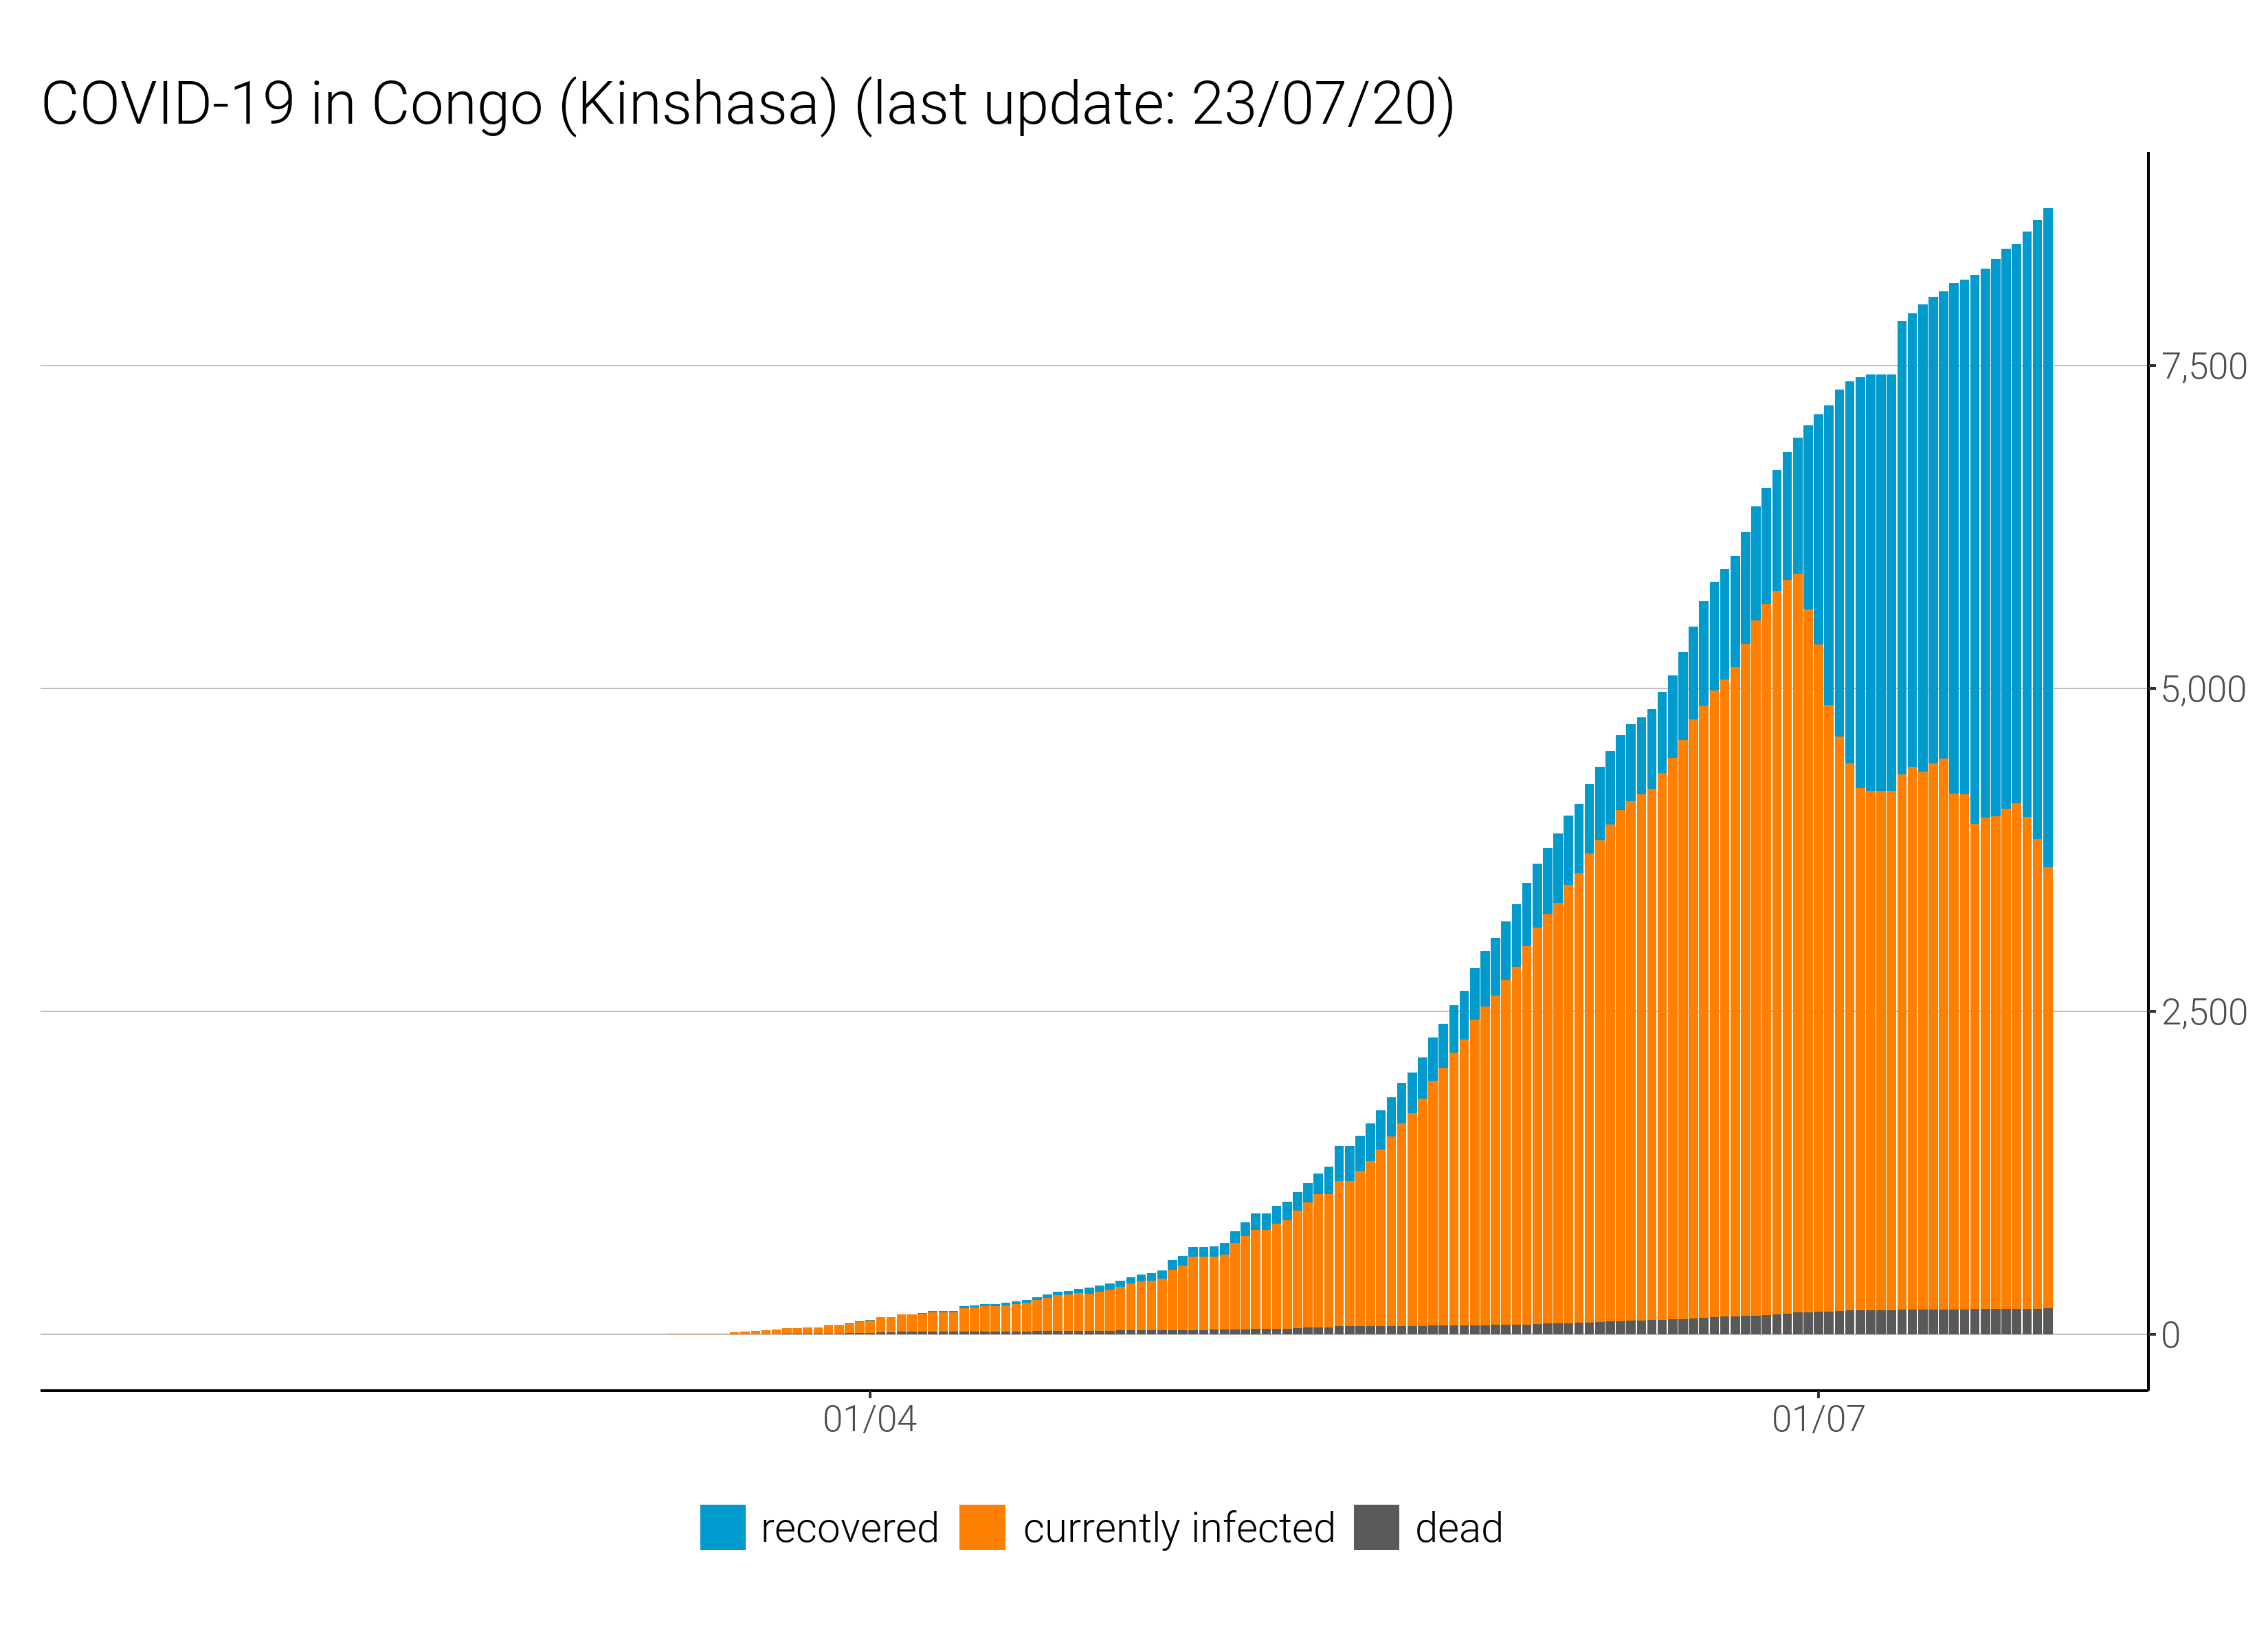 COVID-19 in Congo (Kinshasa) (last update: 23/07/20)
7,500
5,000
2,500
0
01/04 01/07
recovered currently infected dead